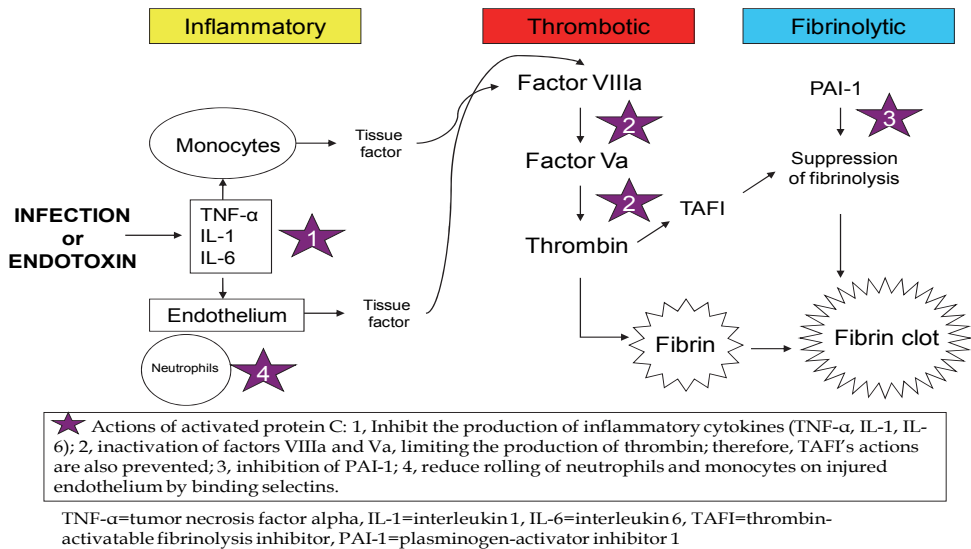 Inflammatory
Thrombotic
Fibrinolytic
Factor VIIIa
PAI-1
2
3
Monocytes
Tissue
factor
Factor Va
Suppression
of fibrinolysis
INFECTION
or
ENDOTOXIN
TNF-α
IL-1
IL-6
1
2
TAFI
Thrombin
Endothelium
Tissue
factor
Neutrophils
4
Fibrin
Fibrin clot
Actions of activated protein C: 1, Inhibit the production of inflammatory cytokines (TNF-α, IL-1, IL-
6); 2, inactivation of factors VIIIa and Va, limiting the production of thrombin; therefore, TAFI's actions
are also prevented; 3, inhibition of PAI-1; 4, reduce rolling of neutrophils and monocytes on injured
endothelium by binding selectins.
TNF-α=tumor necrosis factor alpha, IL-1=interleukin 1, IL-6=interleukin 6, TAFI=thrombin-
activatable fibrinolysis inhibitor, PAI-1=plasminogen-activator inhibitor 1